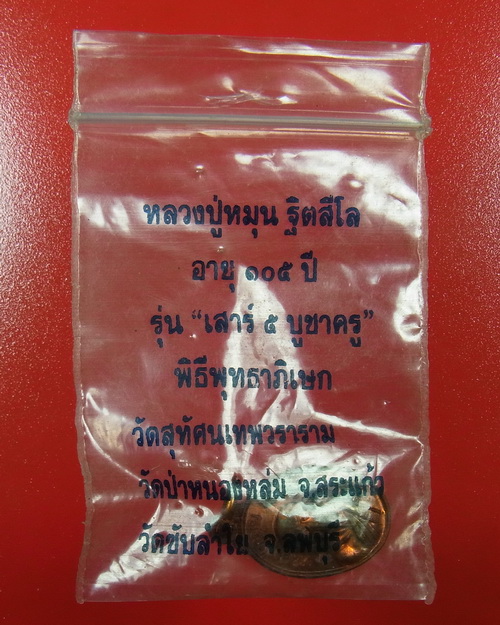 หลวงปู่หมุน ฐิตสีโล
อายุ ๑๐๕ ปี
รุ่น “เสาร์ ๕ บูชาครู”
พิธีพุทธาภิเษก
วัดสุทัศนเทพวราราม
วัดป่าหนองหล่ม จ.สระแก้ว
วัดซับลำใย จ.ลพบุรี